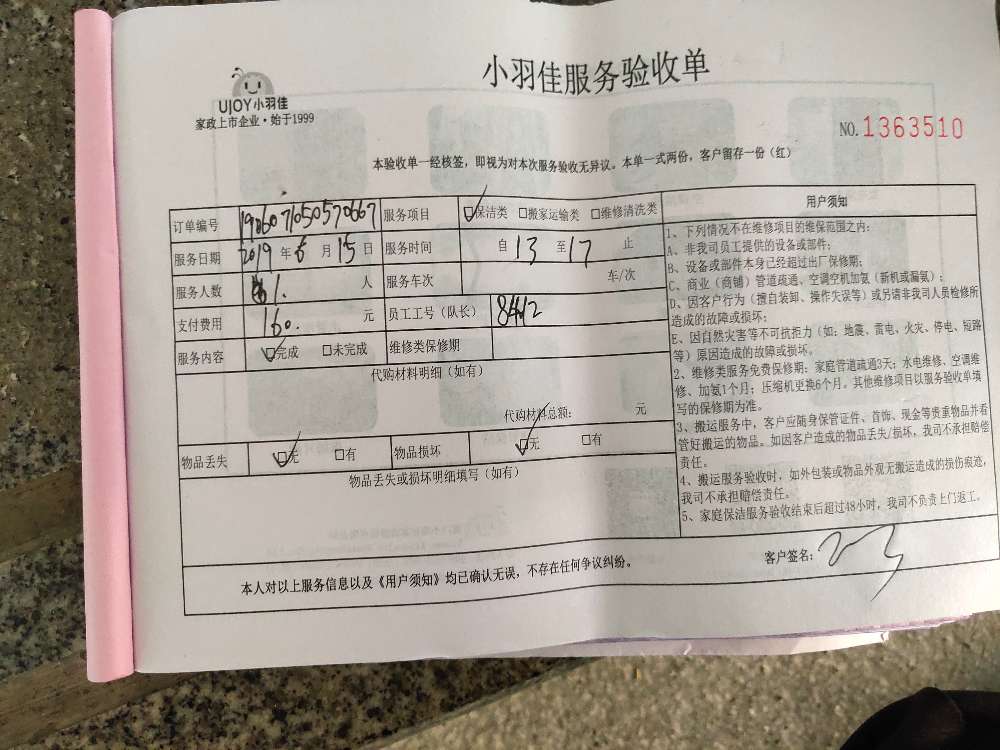 小羽佳服务验收单
UJOY小羽佳
家政上市企业·始于1999
NO.1363510
本验收单一经核签，即视为对本次服务验收无异议。本单一式两份，客户留存一份（红）
订单编号 1906071050570667 服务项目 保洁类 □搬家运输类 □维修清洗类
服务日期 2019年6月15日 服务时间 自13至17止
服务人数 1. 人 服务车次 车/次
支付费用 160. 元 员工工号（队长） 8442
服务内容 □完成 □未完成 维修类保修期
代购材料明细（如有）
代购材料总额： 元
物品丢失 □无 □有 物品损坏 □无 □有
物品丢失或损坏明细填写（如有）
用户须知
1、下列情况不在维修项目的维保范围之内：
A、非我司员工提供的设备或部件；
B、设备或部件本身已经超过出厂保修期；
C、商业（商铺）管道疏通、空调空机加氨（新机或漏氨）；
D、因客户行为（擅自装卸、操作失误等）或另请非我司人员检修所
造成的故障或损坏；
E、因自然灾害等不可抗拒力（如：地震、雷电、火灾、停电、短路
等）原因造成的故障或损坏。
2、维修类服务免费保修期：家庭管道疏通3天；水电维修、空调维
修、加氨1个月；压缩机更换6个月。其他维修项目以服务验收单填
写的保修期为准。
3、搬运服务中，客户应随身保管证件、首饰、现金等贵重物品并看
管好搬运的物品。如因客户造成的物品丢失/损坏，我司不承担赔偿
责任。
4、搬运服务验收时，如外包装或物品外观无搬运造成的损伤痕迹，
我司不承担赔偿责任。
5、家庭保洁服务验收结束后超过48小时，我司不负责上门返工。
本人对以上服务信息以及《用户须知》均已确认无误，不存在任何争议纠纷。
客户签名：